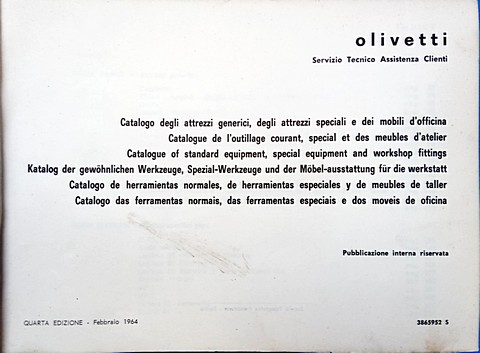 olivetti
Servizio Tecnico Assistenza Clienti
Catalogo degli attrezzi generici, degli attrezzi speciali e dei mobili d'officina
Catalogue de l'outillage courant, special et des meubles d'atelier
Catalogue of standard equipment, special equipment and workshop fittings
Katalog der gewöhnlichen Werkzeuge, Spezial-Werkzeuge und der Möbel-ausstattung für die werkstatt
Catalogo de herramientas normales, de herramientas especiales y de meubles de taller
Catalogo das ferramentas normais, das ferramentas especiais e dos moveis de oficina
Pubblicazione interna riservata
QUARTA EDIZIONE - Febbraio 1964
3865952 S